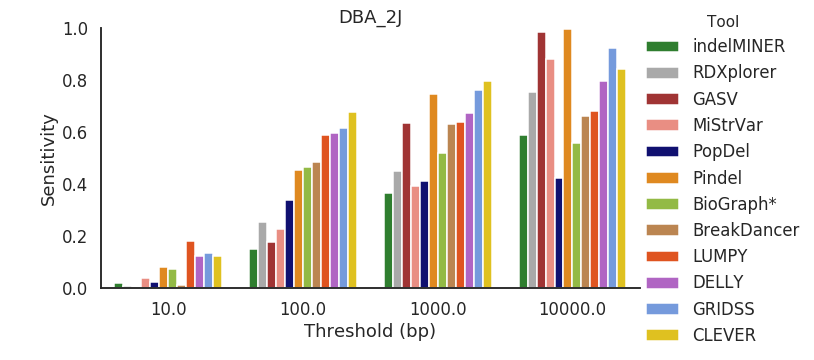 DBA_2J
Sensitivity
1.0
0.8
0.6
0.4
0.2
0.0
10.0 100.0 1000.0 10000.0
Threshold (bp)
Tool
indelMINER
RDXplorer
GASV
MiStrVar
PopDel
Pindel
BioGraph*
BreakDancer
LUMPY
DELLY
GRIDSS
CLEVER